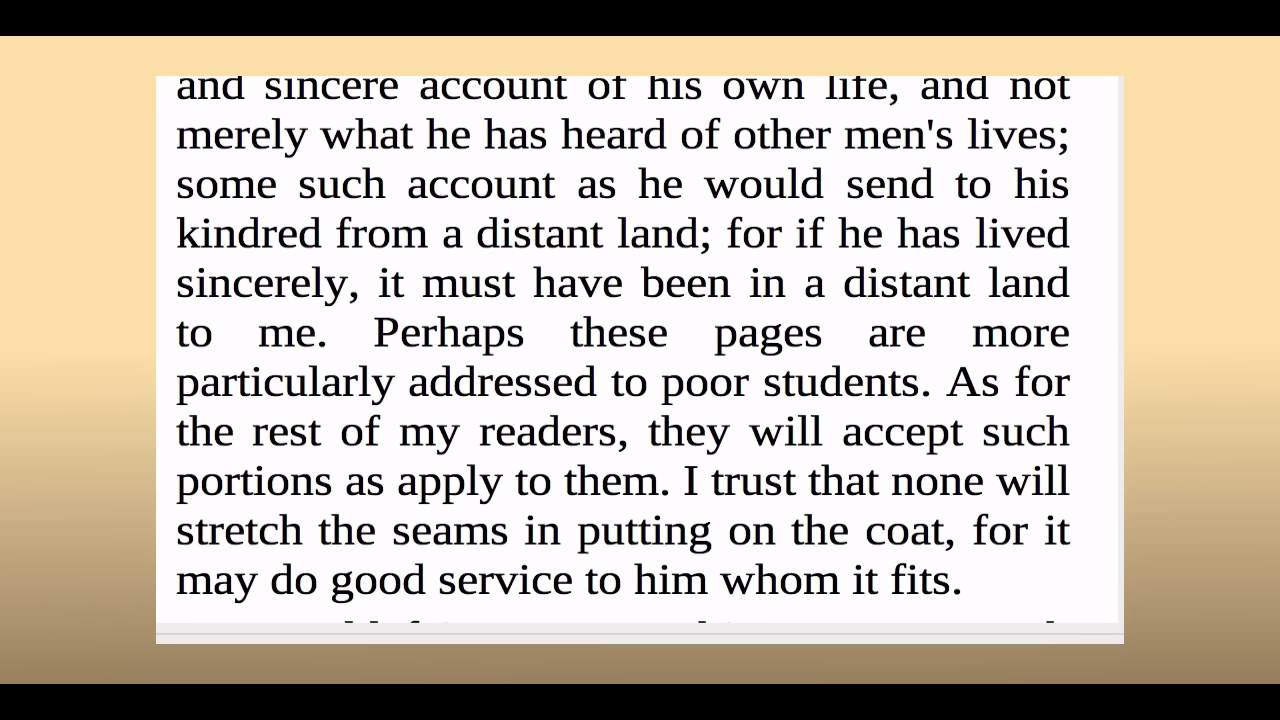 and sincere account of his own life, and not
merely what he has heard of other men's lives;
some such account as he would send to his
kindred from a distant land; for if he has lived
sincerely, it must have been in a distant land
to me. Perhaps these pages are more
particularly addressed to poor students. As for
the rest of my readers, they will accept such
portions as apply to them. I trust that none will
stretch the seams in putting on the coat, for it
may do good service to him whom it fits.